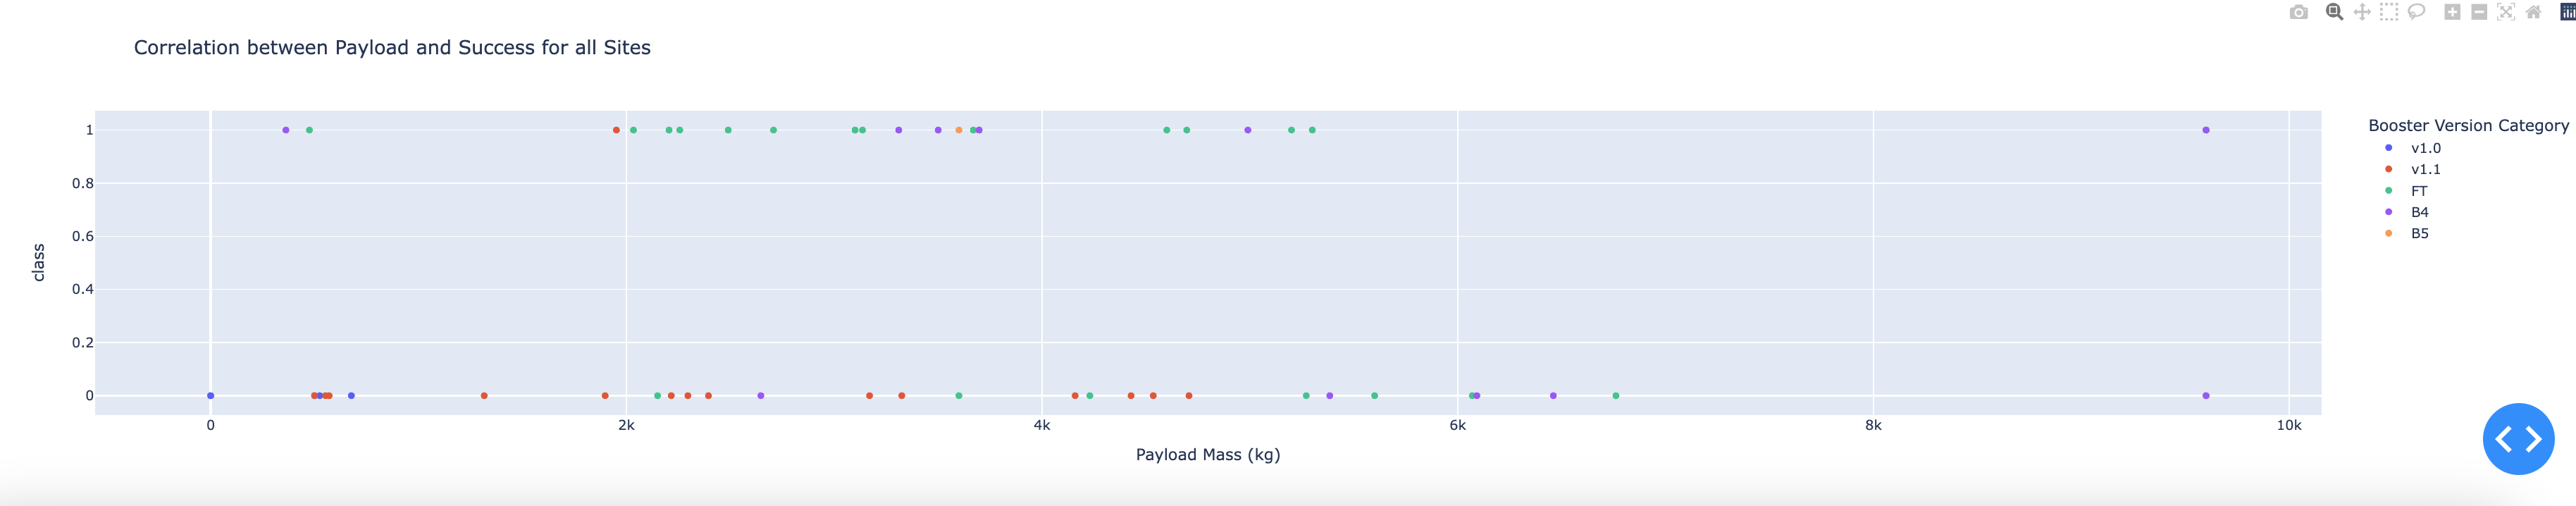 Correlation between Payload and Success for all Sites
1
0.8
0.6
0.4
0.2
0
class
0
2k
4k
6k
8k
10k
Payload Mass (kg)
Booster Version Category
v1.0
v1.1
FT
B4
B5